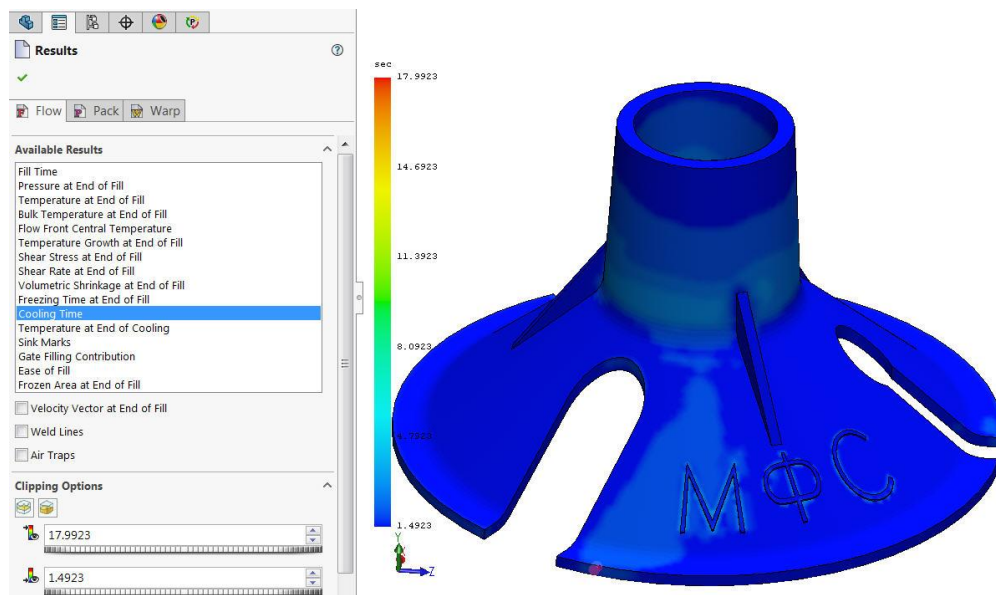 Results
Flow
Pack
Warp
Available Results
Fill Time
Pressure at End of Fill
Temperature at End of Fill
Bulk Temperature at End of Fill
Flow Front Central Temperature
Temperature Growth at End of Fill
Shear Stress at End of Fill
Shear Rate at End of Fill
Volumetric Shrinkage at End of Fill
Freezing Time at End of Fill
Cooling Time
Temperature at End of Cooling
Sink Marks
Gate Filling Contribution
Ease of Fill
Frozen Area at End of Fill
Velocity Vector at End of Fill
Weld Lines
Air Traps
Clipping Options
17.9923
1.4923
sec
17.9923
14.6923
11.3923
8.0923
4.7923
1.4923
Y
Z
МФС